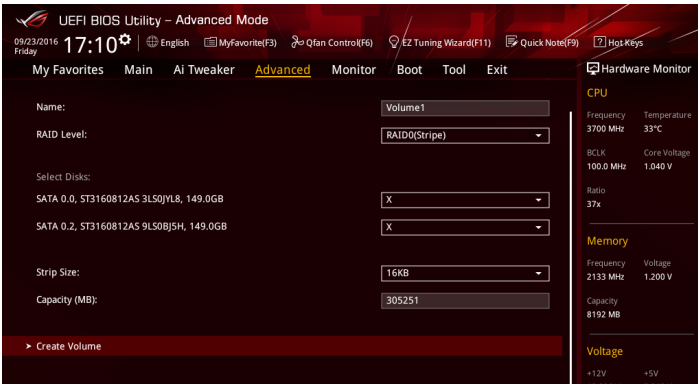 UEFI BIOS Utility – Advanced Mode
09/23/2016
Friday
17:10
English
MyFavorite(F3)
Qfan Control(F6)
EZ Tuning Wizard(F11)
Quick Note(F9)
?
Hot Keys
My Favorites Main Ai Tweaker Advanced Monitor Boot Tool Exit
Hardware Monitor
Name: Volume1
RAID Level: RAID0(Stripe)
Select Disks:
SATA 0.0, ST3160812AS 3LS0JYL8, 149.0GB X
SATA 0.2, ST3160812AS 9LS0BJ5H, 149.0GB X
Strip Size: 16KB
Capacity (MB): 305251
> Create Volume
CPU
Frequency Temperature
3700 MHz 33°C
BCLK Core Voltage
100.0 MHz 1.040 V
Ratio
37x
Memory
Frequency Voltage
2133 MHz 1.200 V
Capacity
8192 MB
Voltage
+12V +5V